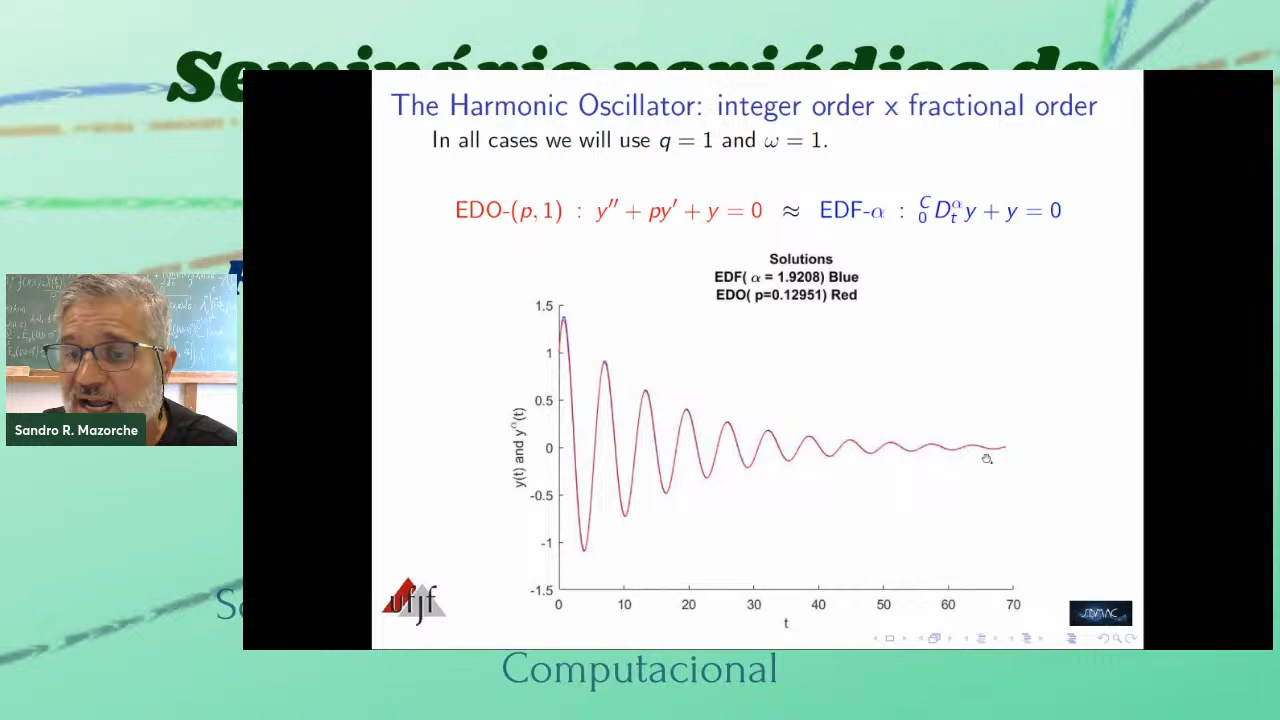 Seminário periódico de
The Harmonic Oscillator: integer order x fractional order
In all cases we will use q = 1 and ω = 1.
EDO-(p, 1) : y′′ + py′ + y = 0 ≈ EDF-α : ᶜ₀Dᵗᵅ y + y = 0
Solutions
EDF( α = 1.9208) Blue
EDO( p=0.12951) Red
y(t) and y^α(t)
1.5
1
0.5
0
-0.5
-1
-1.5
0 10 20 30 40 50 60 70
t
Sandro R. Mazorche
ufjf
SEDMAC
Computacional